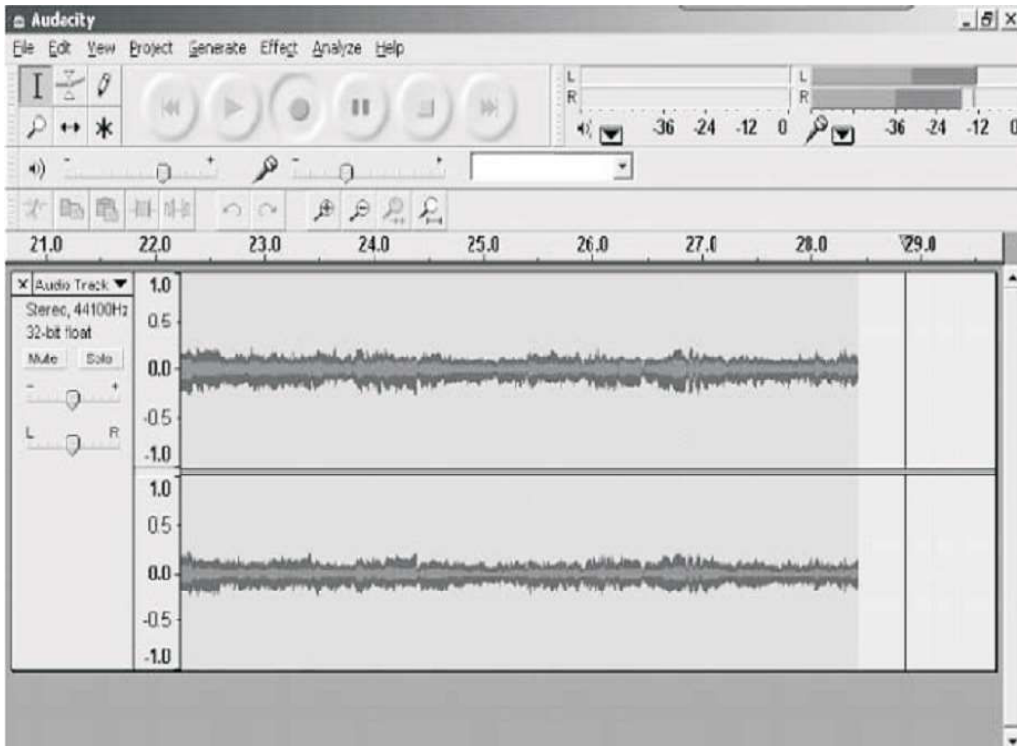 Audacity
File Edit View Project Generate Effect Analyze Help
L
R
-36 -24 -12 0
L
R
-36 -24 -12 0
- +
- +
21.0 22.0 23.0 24.0 25.0 26.0 27.0 28.0 29.0
X Audio Track
Stereo, 44100Hz
32-bit float
Mute Solo
- +
L R
1.0
0.5
0.0
-0.5
-1.0
1.0
0.5
0.0
-0.5
-1.0